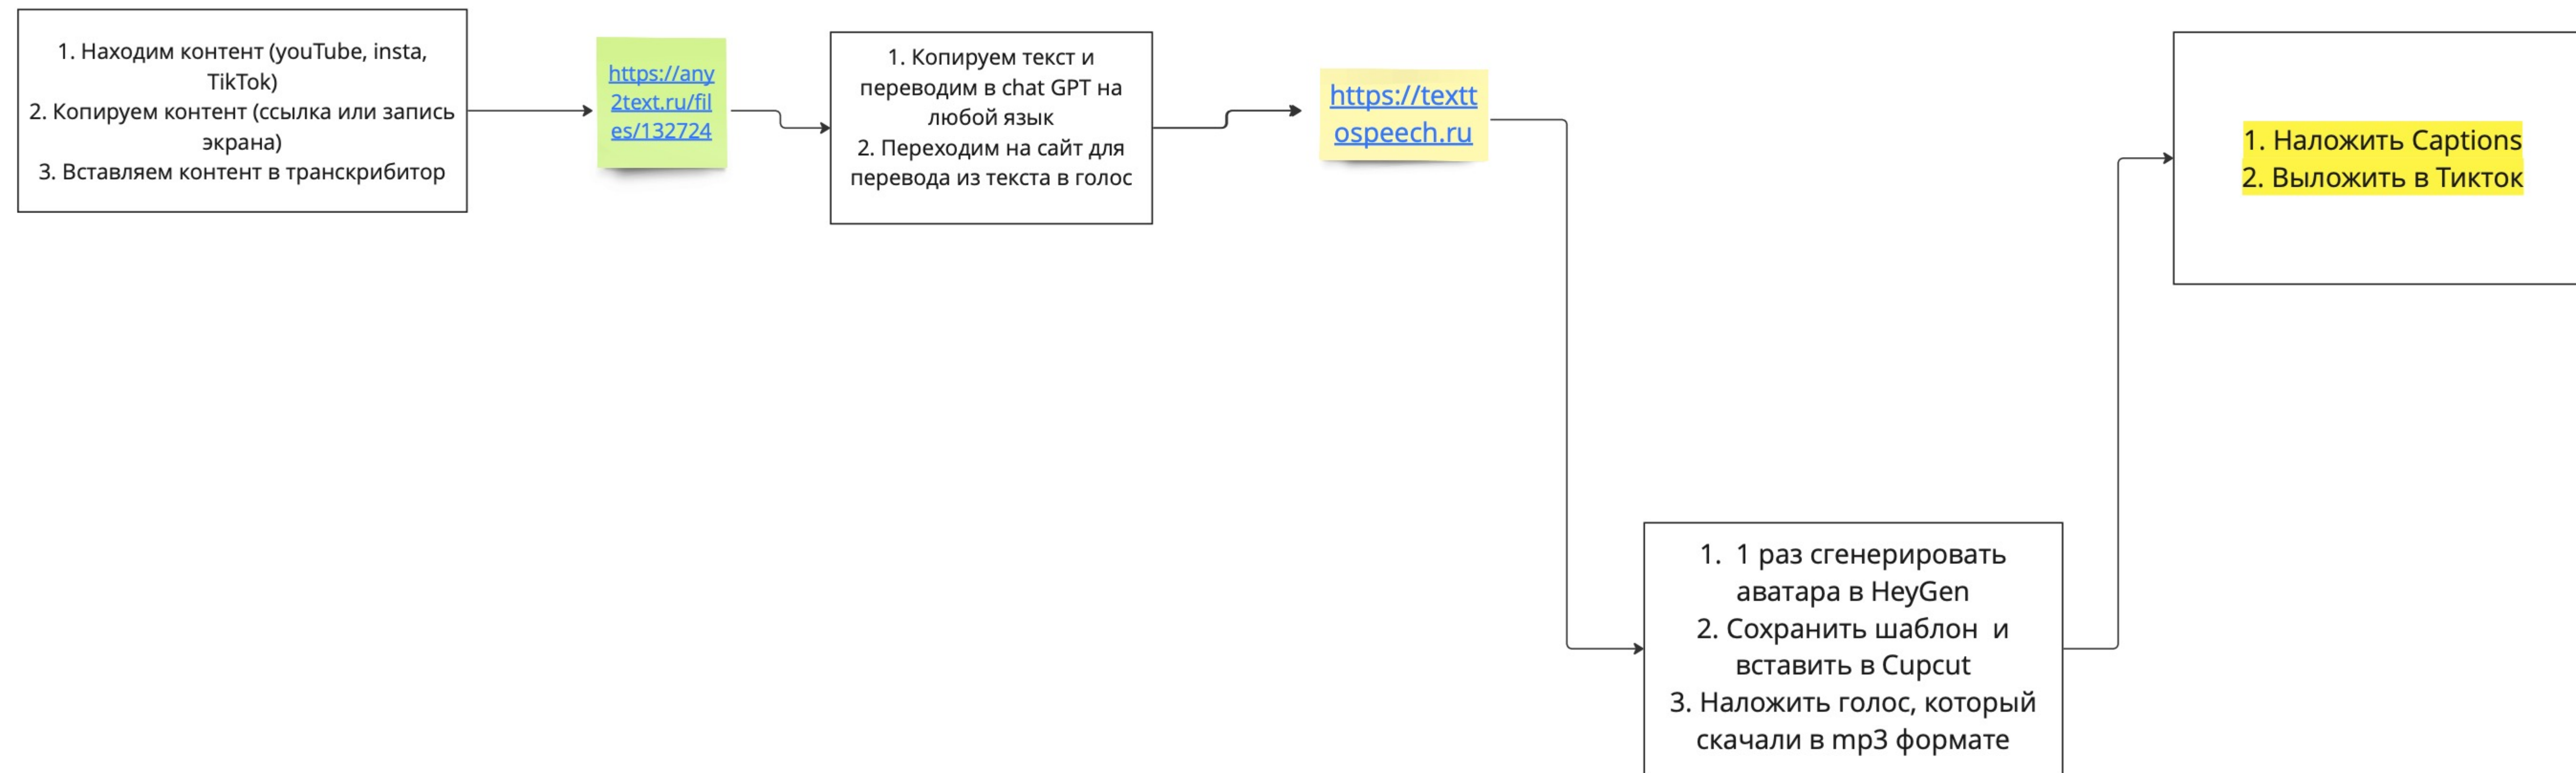 1. Находим контент (youTube, insta,
TikTok)
2. Копируем контент (ссылка или запись
экрана)
3. Вставляем контент в транскрибитор
https://any
2text.ru/fil
es/132724
1. Копируем текст и
переводим в chat GPT на
любой язык
2. Переходим на сайт для
перевода из текста в голос
https://textt
ospeech.ru
1. 1 раз сгенерировать
аватара в HeyGen
2. Сохранить шаблон и
вставить в Cupcut
3. Наложить голос, который
скачали в mp3 формате
1. Наложить Captions
2. Выложить в Тикток